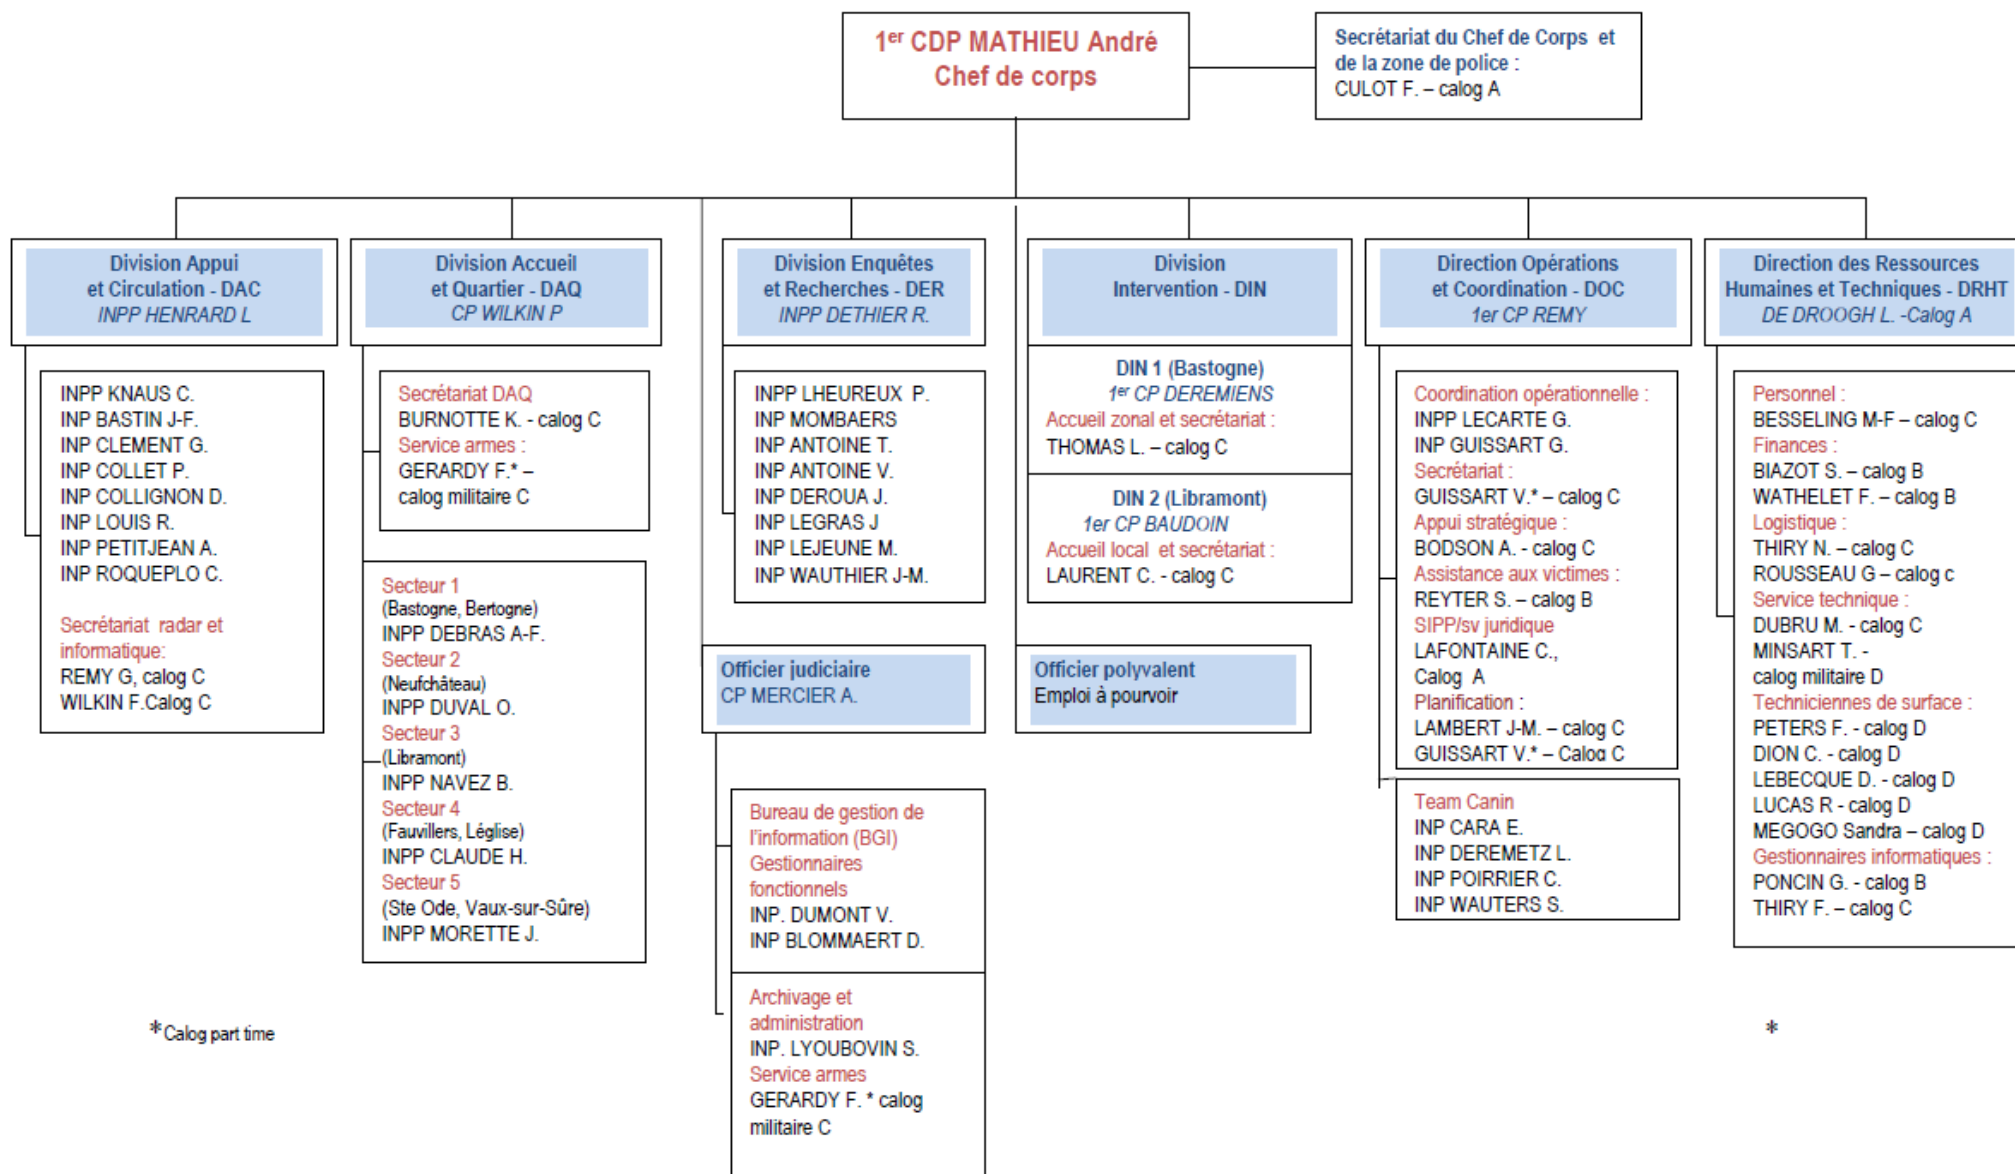 1er CDP MATHIEU André
Chef de corps
Secrétariat du Chef de Corps et
de la zone de police :
CULOT F. – calog A
Division Appui
et Circulation - DAC
INPP HENRARD L
INPP KNAUS C.
INP BASTIN J-F.
INP CLEMENT G.
INP COLLET P.
INP COLLIGNON D.
INP LOUIS R.
INP PETITJEAN A.
INP ROQUEPLO C.
Secrétariat radar et
informatique:
REMY G, calog C
WILKIN F.Calog C
Division Accueil
et Quartier - DAQ
CP WILKIN P
Secrétariat DAQ
BURNOTTE K. - calog C
Service armes :
GERARDY F.* –
calog militaire C
Secteur 1
(Bastogne, Bertogne)
INPP DEBRAS A-F.
Secteur 2
(Neufchâteau)
INPP DUVAL O.
Secteur 3
(Libramont)
INPP NAVEZ B.
Secteur 4
(Fauvillers, Léglise)
INPP CLAUDE H.
Secteur 5
(Ste Ode, Vaux-sur-Sûre)
INPP MORETTE J.
Division Enquêtes
et Recherches - DER
INPP DETHIER R.
INPP LHEUREUX P.
INP MOMBAERS
INP ANTOINE T.
INP ANTOINE V.
INP DEROUA J.
INP LEGRAS J
INP LEJEUNE M.
INP WAUTHIER J-M.
Officier judiciaire
CP MERCIER A.
Bureau de gestion de
l'information (BGI)
Gestionnaires
fonctionnels
INP. DUMONT V.
INP BLOMMAERT D.
Archivage et
administration
INP. LYOUBOVIN S.
Service armes
GERARDY F. * calog
militaire C
Division
Intervention - DIN
DIN 1 (Bastogne)
1er CP DEREMIENS
Accueil zonal et secrétariat :
THOMAS L. – calog C
DIN 2 (Libramont)
1er CP BAUDOIN
Accueil local et secrétariat :
LAURENT C. - calog C
Officier polyvalent
Emploi à pourvoir
Direction Opérations
et Coordination - DOC
1er CP REMY
Coordination opérationnelle :
INPP LECARTE G.
INP GUISSART G.
Secrétariat :
GUISSART V.* – calog C
Appui stratégique :
BODSON A. - calog C
Assistance aux victimes :
REYTER S. – calog B
SIPP/sv juridique
LAFONTAINE C.,
Calog A
Planification :
LAMBERT J-M. – calog C
GUISSART V.* – Calog C
Team Canin
INP CARA E.
INP DEREMETZ L.
INP POIRRIER C.
INP WAUTERS S.
Direction des Ressources
Humaines et Techniques - DRHT
DE DROOGH L. -Calog A
Personnel :
BESSELING M-F – calog C
Finances :
BIAZOT S. – calog B
WATHELET F. – calog B
Logistique :
THIRY N. – calog C
ROUSSEAU G – calog c
Service technique :
DUBRU M. - calog C
MINSART T. -
calog militaire D
Techniciennes de surface :
PETERS F. - calog D
DION C. - calog D
LEBECQUE D. - calog D
LUCAS R - calog D
MEGOGO Sandra – calog D
Gestionnaires informatiques :
PONCIN G. - calog B
THIRY F. – calog C
*Calog part time
*